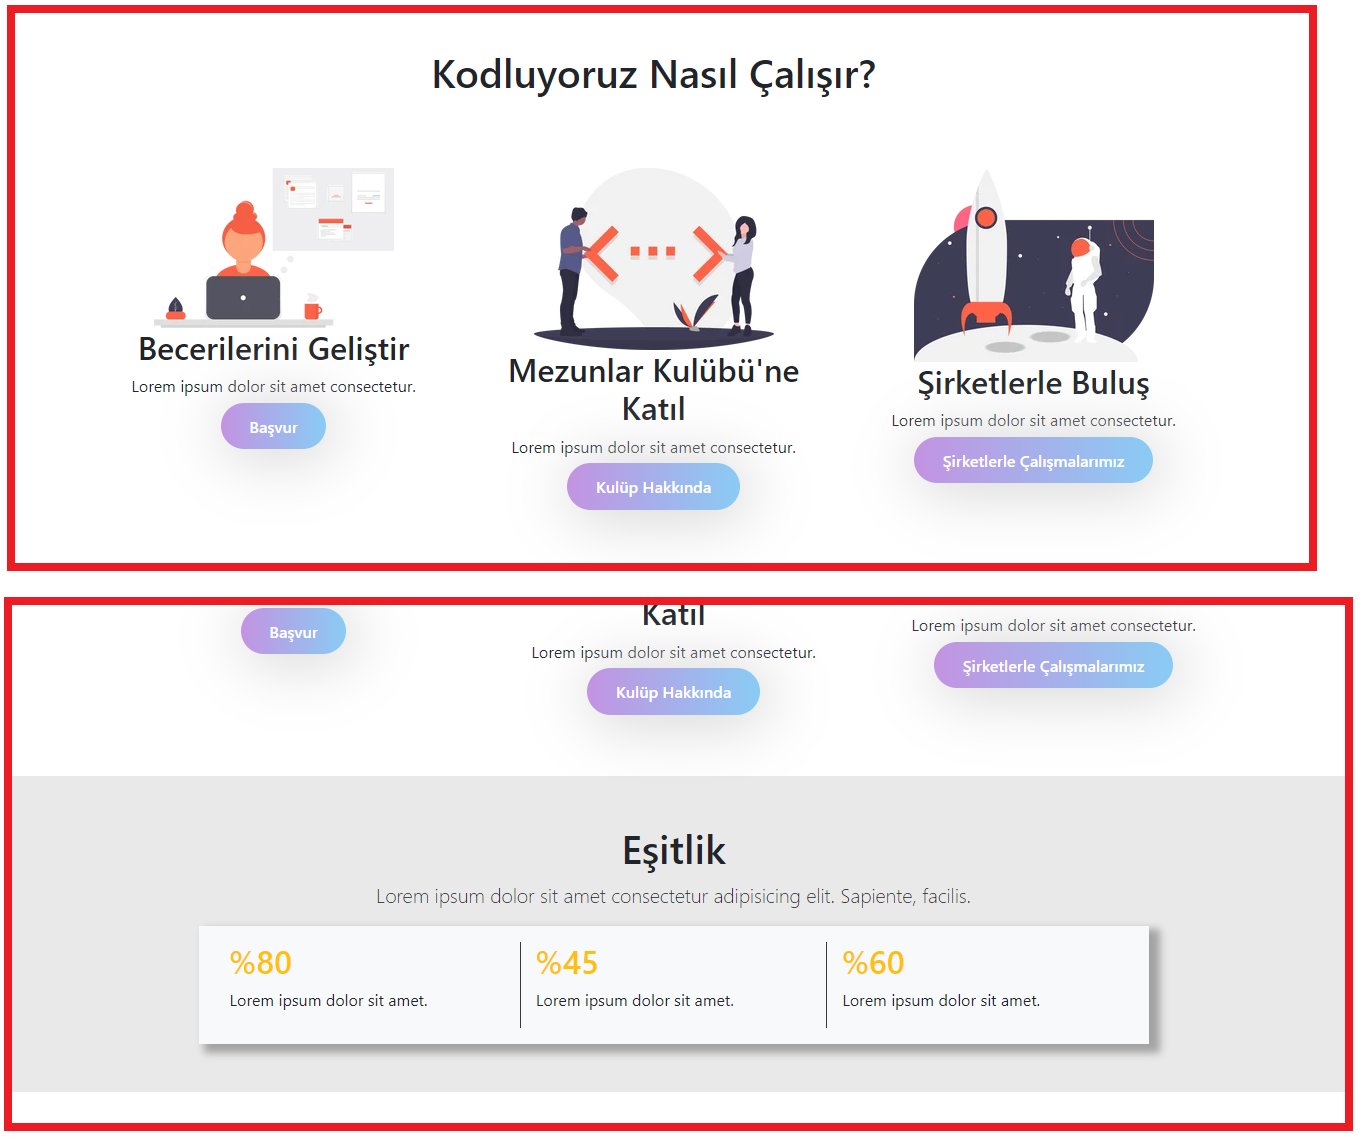 Kodluyoruz Nasıl Çalışır?
Becerilerini Geliştir
Lorem ipsum dolor sit amet consectetur.
Başvur
Mezunlar Kulübü'ne
Katıl
Lorem ipsum dolor sit amet consectetur.
Kulüp Hakkında
Şirketlerle Buluş
Lorem ipsum dolor sit amet consectetur.
Şirketlerle Çalışmalarımız
Başvur
Katıl
Lorem ipsum dolor sit amet consectetur.
Kulüp Hakkında
Lorem ipsum dolor sit amet consectetur.
Şirketlerle Çalışmalarımız
Eşitlik
Lorem ipsum dolor sit amet consectetur adipisicing elit. Sapiente, facilis.
%80
Lorem ipsum dolor sit amet.
%45
Lorem ipsum dolor sit amet.
%60
Lorem ipsum dolor sit amet.